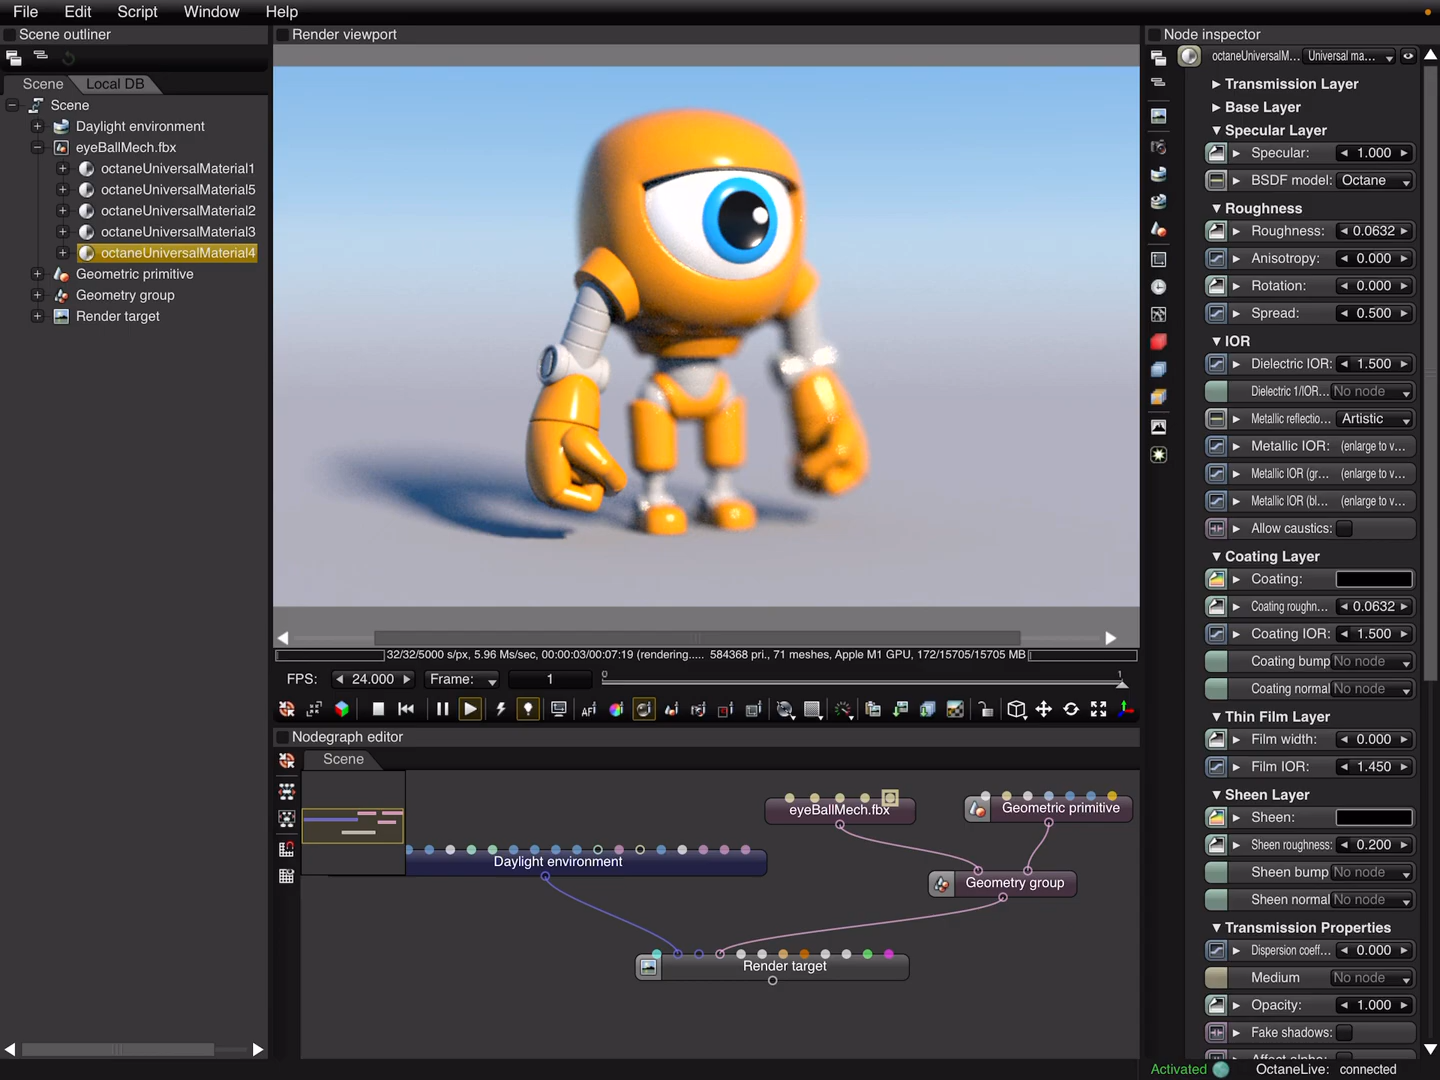 File Edit Script Window Help
Scene outliner
Scene Local DB
Scene
Daylight environment
eyeBallMech.fbx
octaneUniversalMaterial1
octaneUniversalMaterial5
octaneUniversalMaterial2
octaneUniversalMaterial3
octaneUniversalMaterial4
Geometric primitive
Geometry group
Render target
Render viewport
32/32/5000 s/px, 5.96 Ms/sec, 00:00:03/00:07:19 (rendering..... 584368 pri., 71 meshes, Apple M1 GPU, 172/15705/15705 MB
FPS: 24.000 Frame: 1 0 1
AF
Nodegraph editor
Scene
eyeBallMech.fbx
Geometric primitive
Daylight environment
Geometry group
Render target
Node inspector
octaneUniversalM... Universal ma...
Transmission Layer
Base Layer
Specular Layer
Specular: 1.000
BSDF model: Octane
Roughness
Roughness: 0.0632
Anisotropy: 0.000
Rotation: 0.000
Spread: 0.500
IOR
Dielectric IOR: 1.500
Dielectric 1/IOR... No node
Metallic reflectio... Artistic
Metallic IOR: (enlarge to v...
Metallic IOR (gr... (enlarge to v...
Metallic IOR (bl... (enlarge to v...
Allow caustics:
Coating Layer
Coating:
Coating roughn... 0.0632
Coating IOR: 1.500
Coating bump No node
Coating normal No node
Thin Film Layer
Film width: 0.000
Film IOR: 1.450
Sheen Layer
Sheen:
Sheen roughness: 0.200
Sheen bump No node
Sheen normal No node
Transmission Properties
Dispersion coeff... 0.000
Medium No node
Opacity: 1.000
Fake shadows:
Affect alpha:
Activated OctaneLive: connected